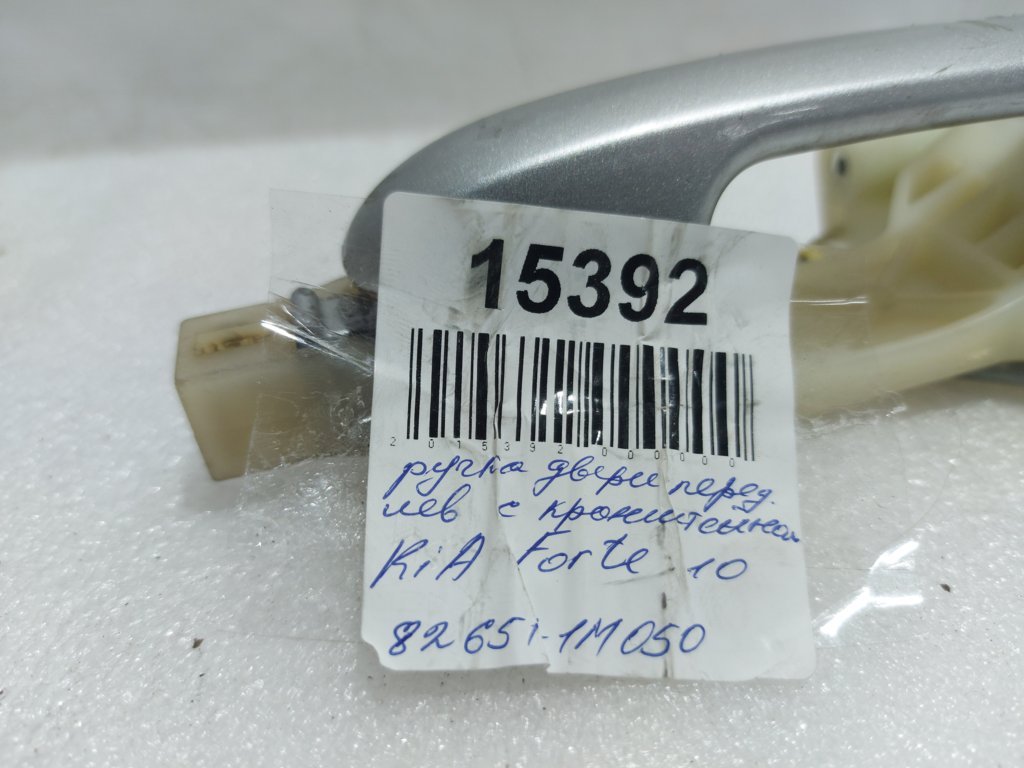 15392
2015392000000
ручка двери перед.
лев с кронштейном
KiA Forte 10
82651-1M050